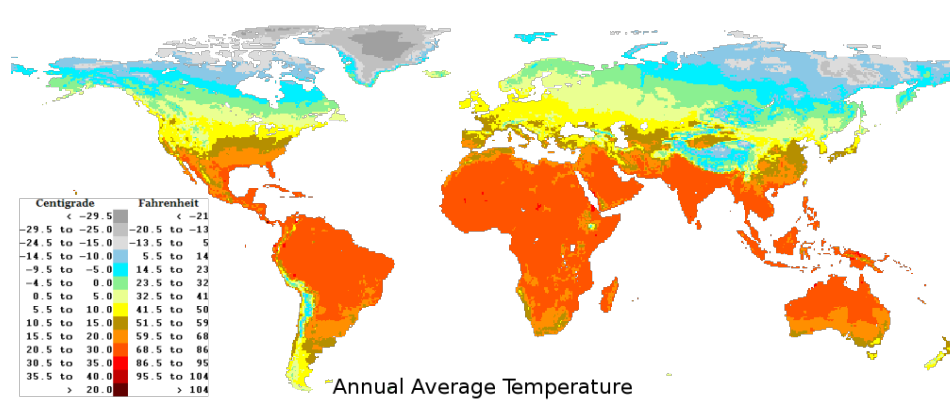 Centigrade Fahrenheit
< -29.5 < -21
-29.5 to -25.0 -20.5 to -13
-24.5 to -15.0 -13.5 5
-14.5 to -10.0 5.5 to 14
-9.5 to -5.0 14.5 to 23
-4.5 to 0.0 23.5 to 32
0.5 to 5.0 32.5 to 41
5.5 to 10.0 41.5 to 50
10.5 to 15.0 51.5 to 59
15.5 to 20.0 59.5 to 68
20.5 to 30.0 68.5 to 86
30.5 to 35.0 86.5 to 95
35.5 to 40.0 95.5 to 104
> 20.0 > 104
Annual Average Temperature